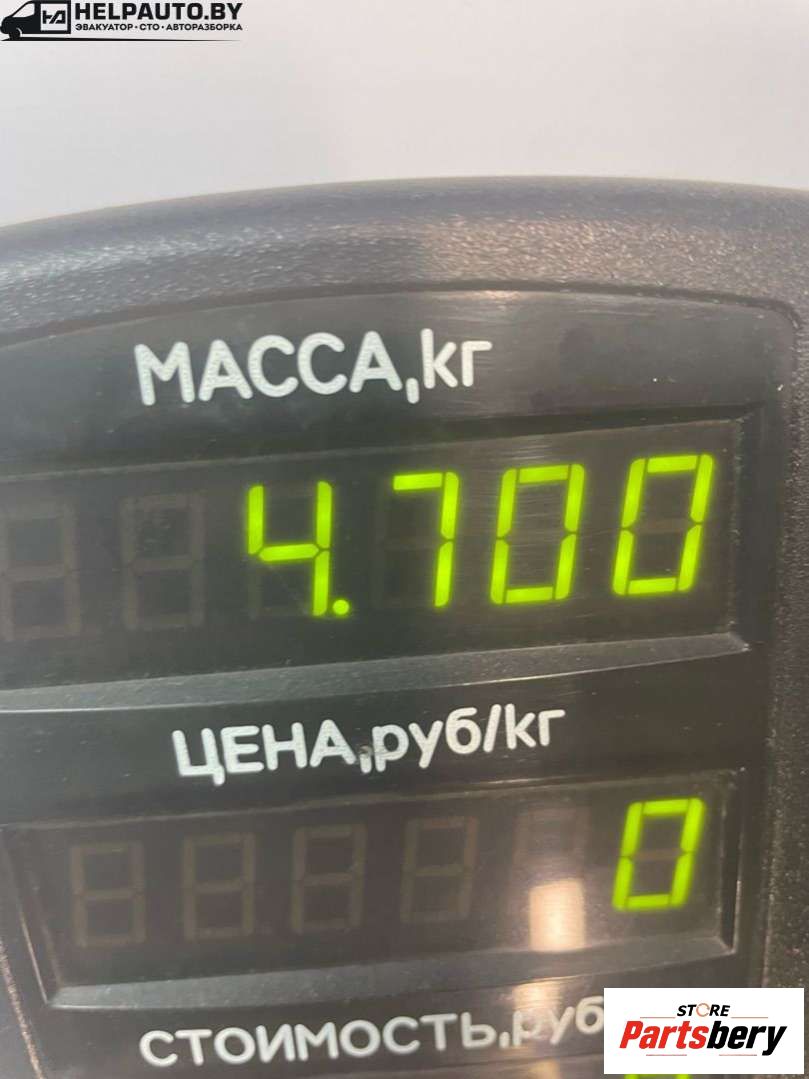 HELPAUTO.BY
ЭВАКУАТОР•СТО•АВТОРАЗБОРКА
МАССА,кг
4.700
ЦЕНА,руб/кг
0
СТОИМОСТЬ,руб
STORE
Partsbery